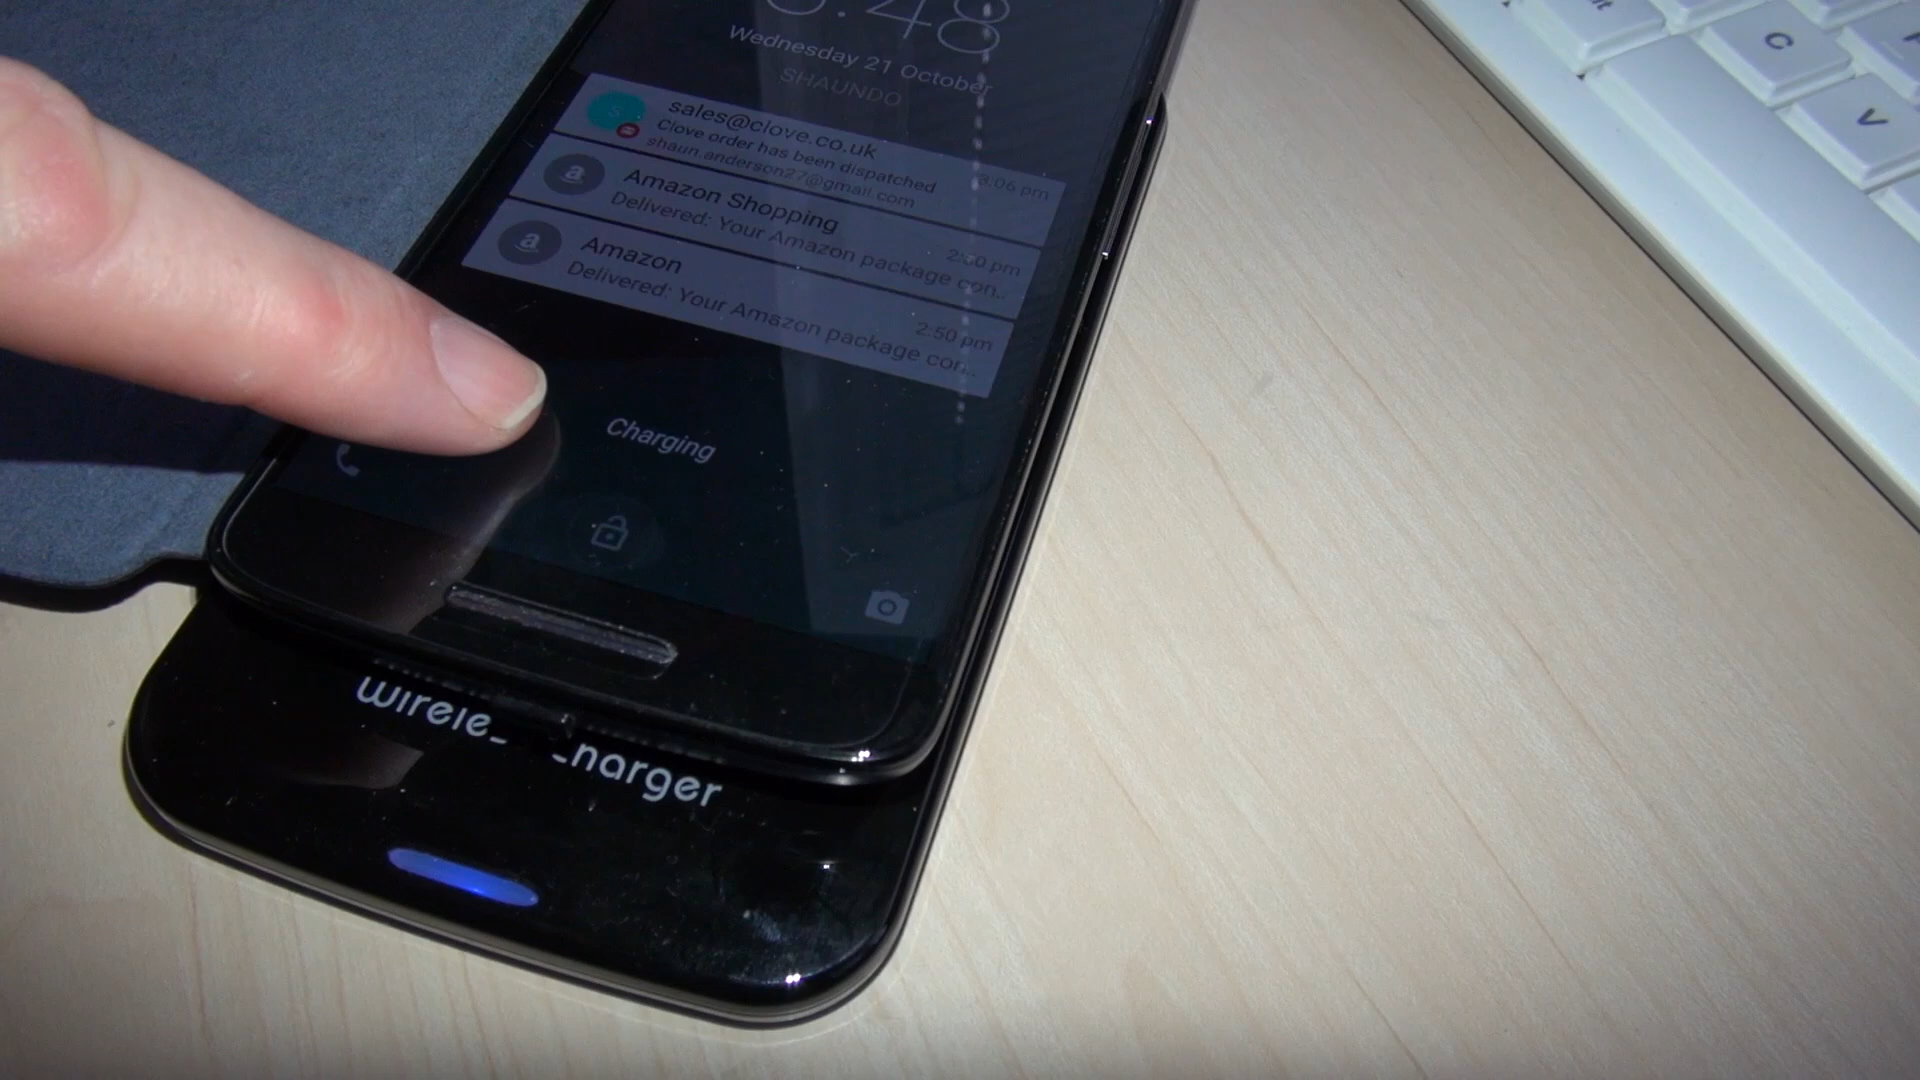 :48
Wednesday 21 October
SHAUNDO
sales@clove.co.uk
Clove order has been dispatched 3:06 pm
shaun.anderson27@gmail.com
Amazon Shopping
Delivered: Your Amazon package con.. 2:50 pm
Amazon
Delivered: Your Amazon package con.. 2:50 pm
Charging
C
V